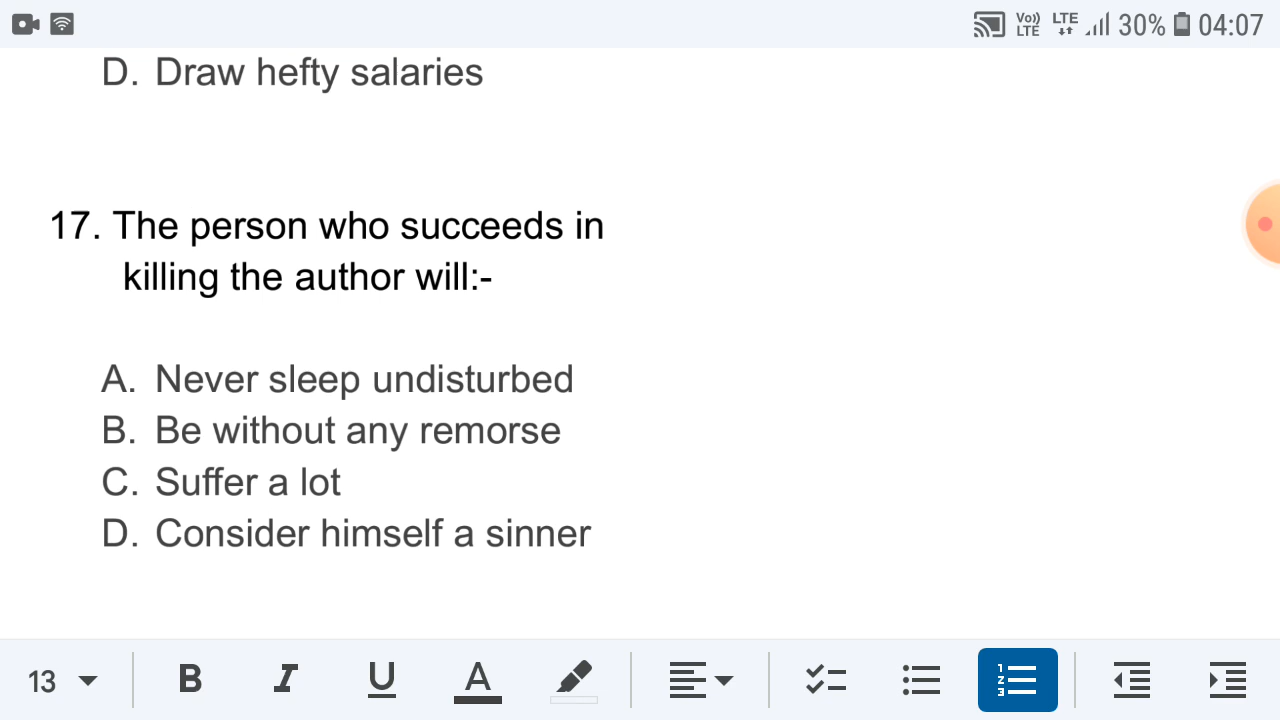 Vo)) LTE LTE 30% 04:07
D. Draw hefty salaries
17. The person who succeeds in
killing the author will:-
A. Never sleep undisturbed
B. Be without any remorse
C. Suffer a lot
D. Consider himself a sinner
13 B I U A